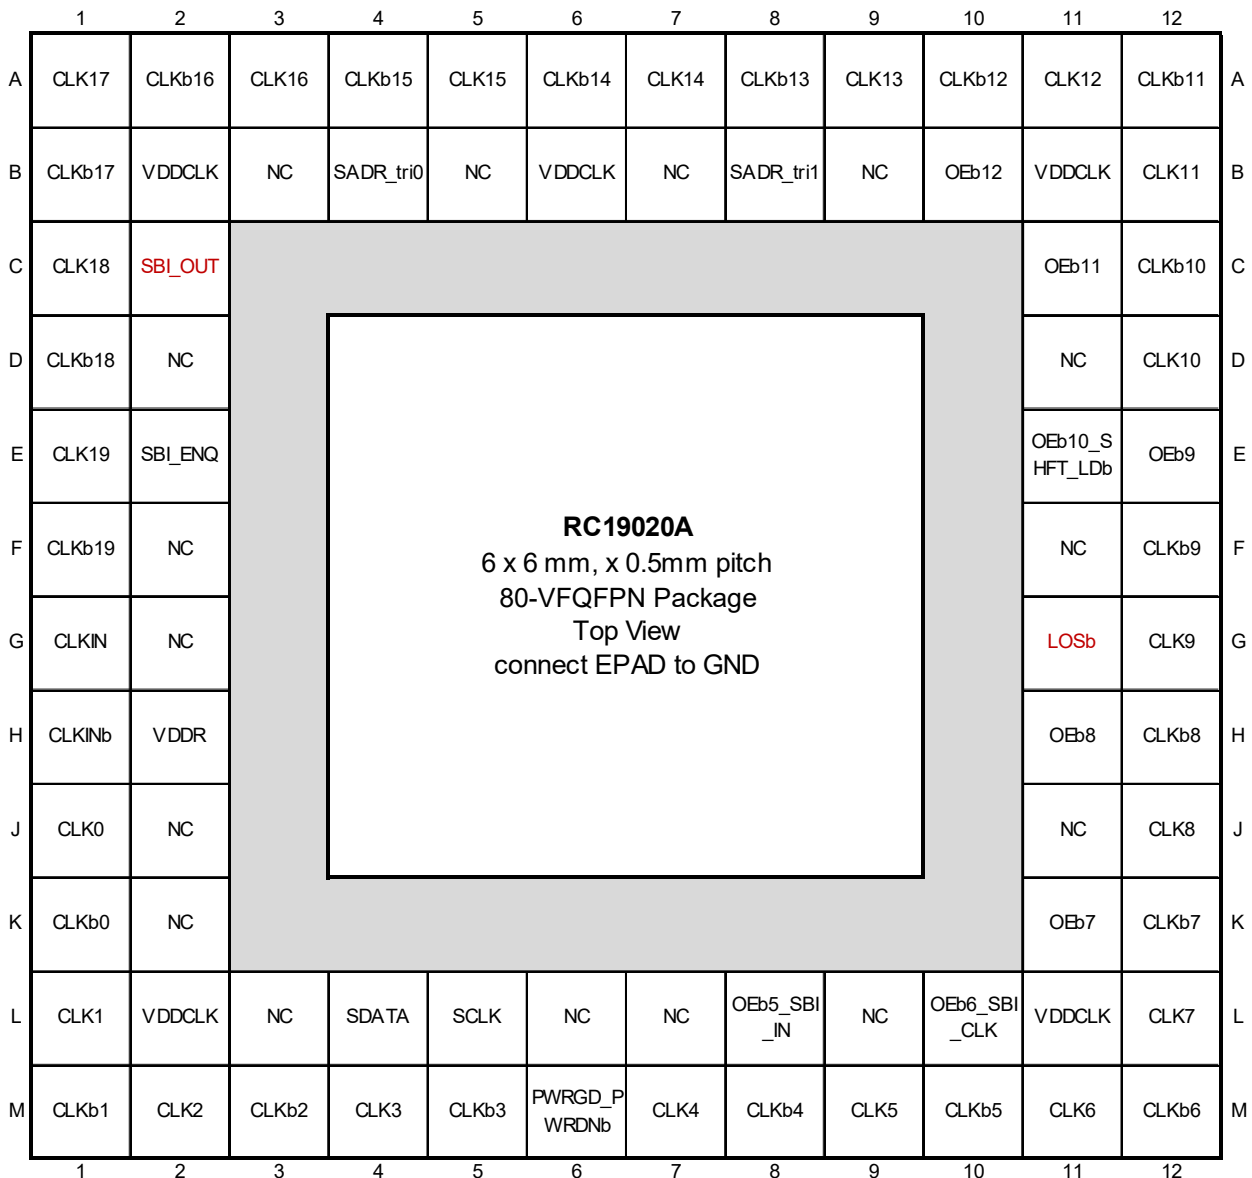 1 2 3 4 5 6 7 8 9 10 11 12
A CLK17 CLKb16 CLK16 CLKb15 CLK15 CLKb14 CLK14 CLKb13 CLK13 CLKb12 CLK12 CLKb11 A
B CLKb17 VDDCLK NC SADR_tri0 NC VDDCLK NC SADR_tri1 NC OEb12 VDDCLK CLK11 B
C CLK18 SBI_OUT OEb11 CLKb10 C
D CLKb18 NC NC CLK10 D
E CLK19 SBI_ENQ OEb10_S
HFT_LDb OEb9 E
F CLKb19 NC NC CLKb9 F
RC19020A
6 x 6 mm, x 0.5mm pitch
80-VFQFPN Package
Top View
connect EPAD to GND
G CLKIN NC LOSb CLK9 G
H CLKINb VDDR OEb8 CLKb8 H
J CLK0 NC NC CLK8 J
K CLKb0 NC OEb7 CLKb7 K
L CLK1 VDDCLK NC SDATA SCLK NC NC OEb5_SBI
_IN NC OEb6_SBI
_CLK VDDCLK CLK7 L
M CLKb1 CLK2 CLKb2 CLK3 CLKb3 PWRGD_P
WRDNb CLK4 CLKb4 CLK5 CLKb5 CLK6 CLKb6 M
1 2 3 4 5 6 7 8 9 10 11 12